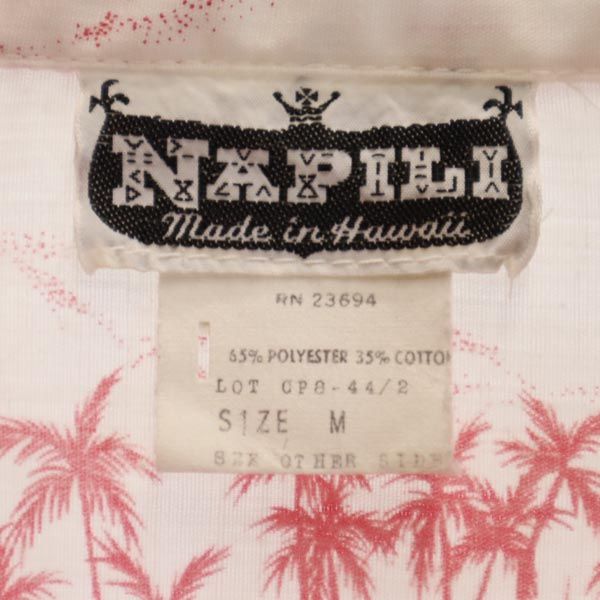 NAPILI
Made in Hawaii
RN 23694
65% POLYESTER 35% COTTON
LOT CP8-44/2
SIZE M
SEE OTHER SIDE